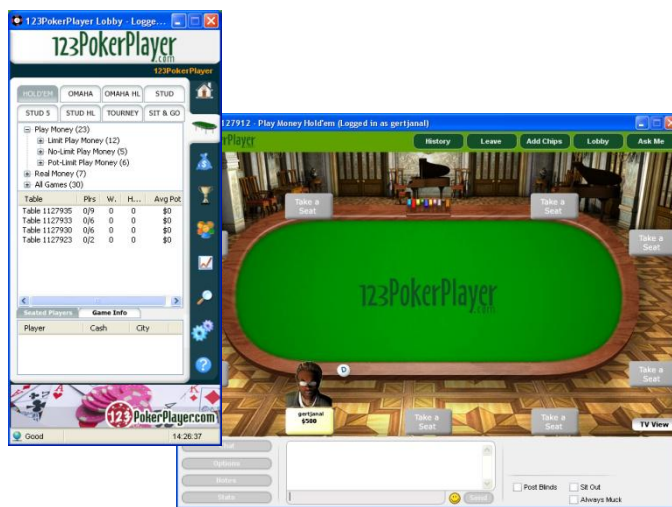 123PokerPlayer Lobby - Logge...
123PokerPlayer
.com
123PokerPlayer
HOLD'EM OMAHA OMAHA HL STUD
STUD 5 STUD HL TOURNEY SIT & GO
Play Money (23)
Limit Play Money (12)
No-Limit Play Money (5)
Pot-Limit Play Money (6)
Real Money (7)
All Games (30)
Table Plrs W. H... Avg Pot
Table 1127935 0/9 0 0 $0
Table 1127933 0/6 0 0 $0
Table 1127930 0/6 0 0 $0
Table 1127923 0/2 0 0 $0
Seated Players Game Info
Player Cash City
123 PokerPlayer.com
Good 14:26:37
127912 - Play Money Hold'em (Logged in as gertjanal)
PokerPlayer History Leave Add Chips Lobby Ask Me
Take a
Seat
Take a
Seat
Take a
Seat
123PokerPlayer
.com
D
Take a
Seat
gertjanal
$500
Take a
Seat
Take a
Seat
TV View
Options
Notes
Stats
Send
Post Blinds Sit Out
Always Muck